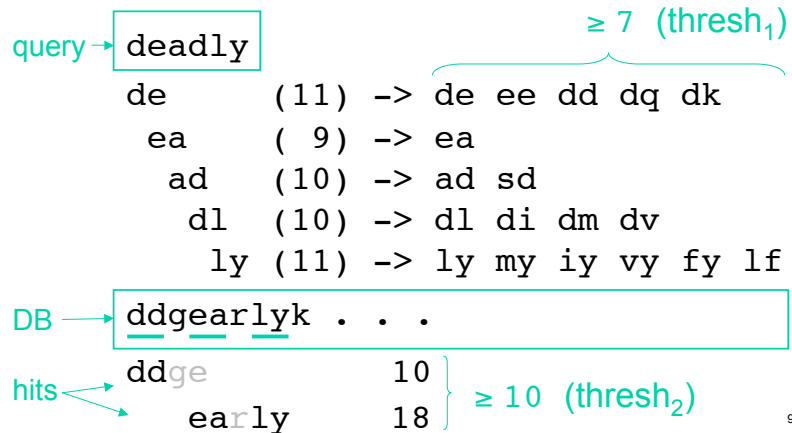 ≥ 7 (thresh₁)
query deadly
de (11) -> de ee dd dq dk
ea ( 9) -> ea
ad (10) -> ad sd
dl (10) -> dl di dm dv
ly (11) -> ly my iy vy fy lf
DB ddgearlyk . . .
ddge 10
hits ≥ 10 (thresh₂)
early 18